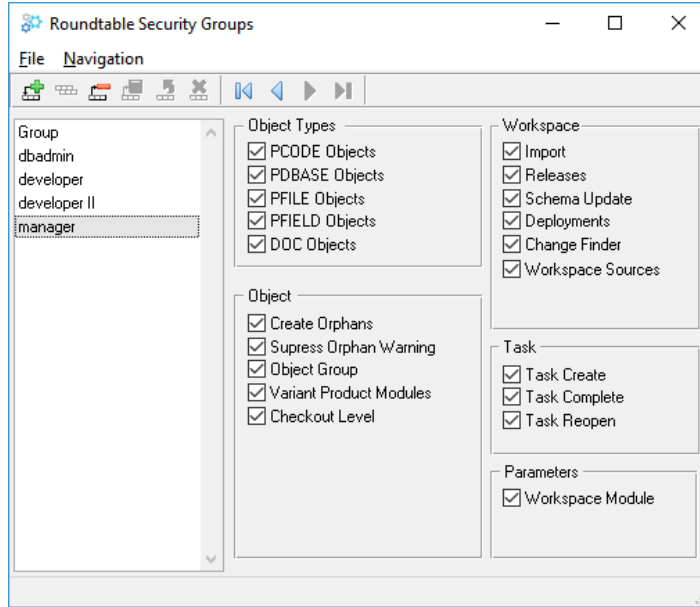 Roundtable Security Groups
File Navigation
Group
dbadmin
developer
developer II
manager
Object Types
PCODE Objects
PDBASE Objects
PFILE Objects
PFIELD Objects
DOC Objects
Object
Create Orphans
Supress Orphan Warning
Object Group
Variant Product Modules
Checkout Level
Workspace
Import
Releases
Schema Update
Deployments
Change Finder
Workspace Sources
Task
Task Create
Task Complete
Task Reopen
Parameters
Workspace Module